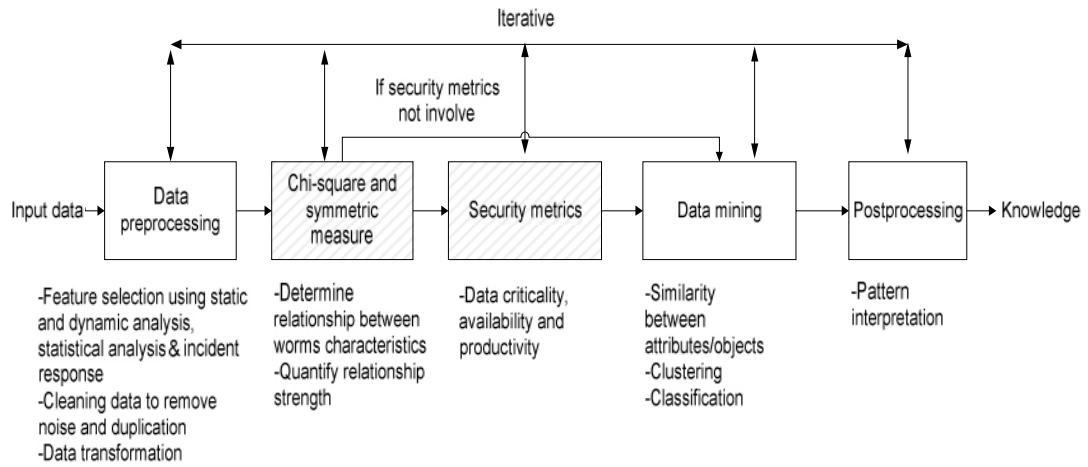 Iterative
If security metrics
not involve
Input data
Data
preprocessing
Chi-square and
symmetric
measure
Security metrics
Data mining
Postprocessing
Knowledge
-Feature selection using static
and dynamic analysis,
statistical analysis & incident
response
-Cleaning data to remove
noise and duplication
-Data transformation
-Determine
relationship between
worms characteristics
-Quantify relationship
strength
-Data criticality,
availability and
productivity
-Similarity
between
attributes/objects
-Clustering
-Classification
-Pattern
interpretation